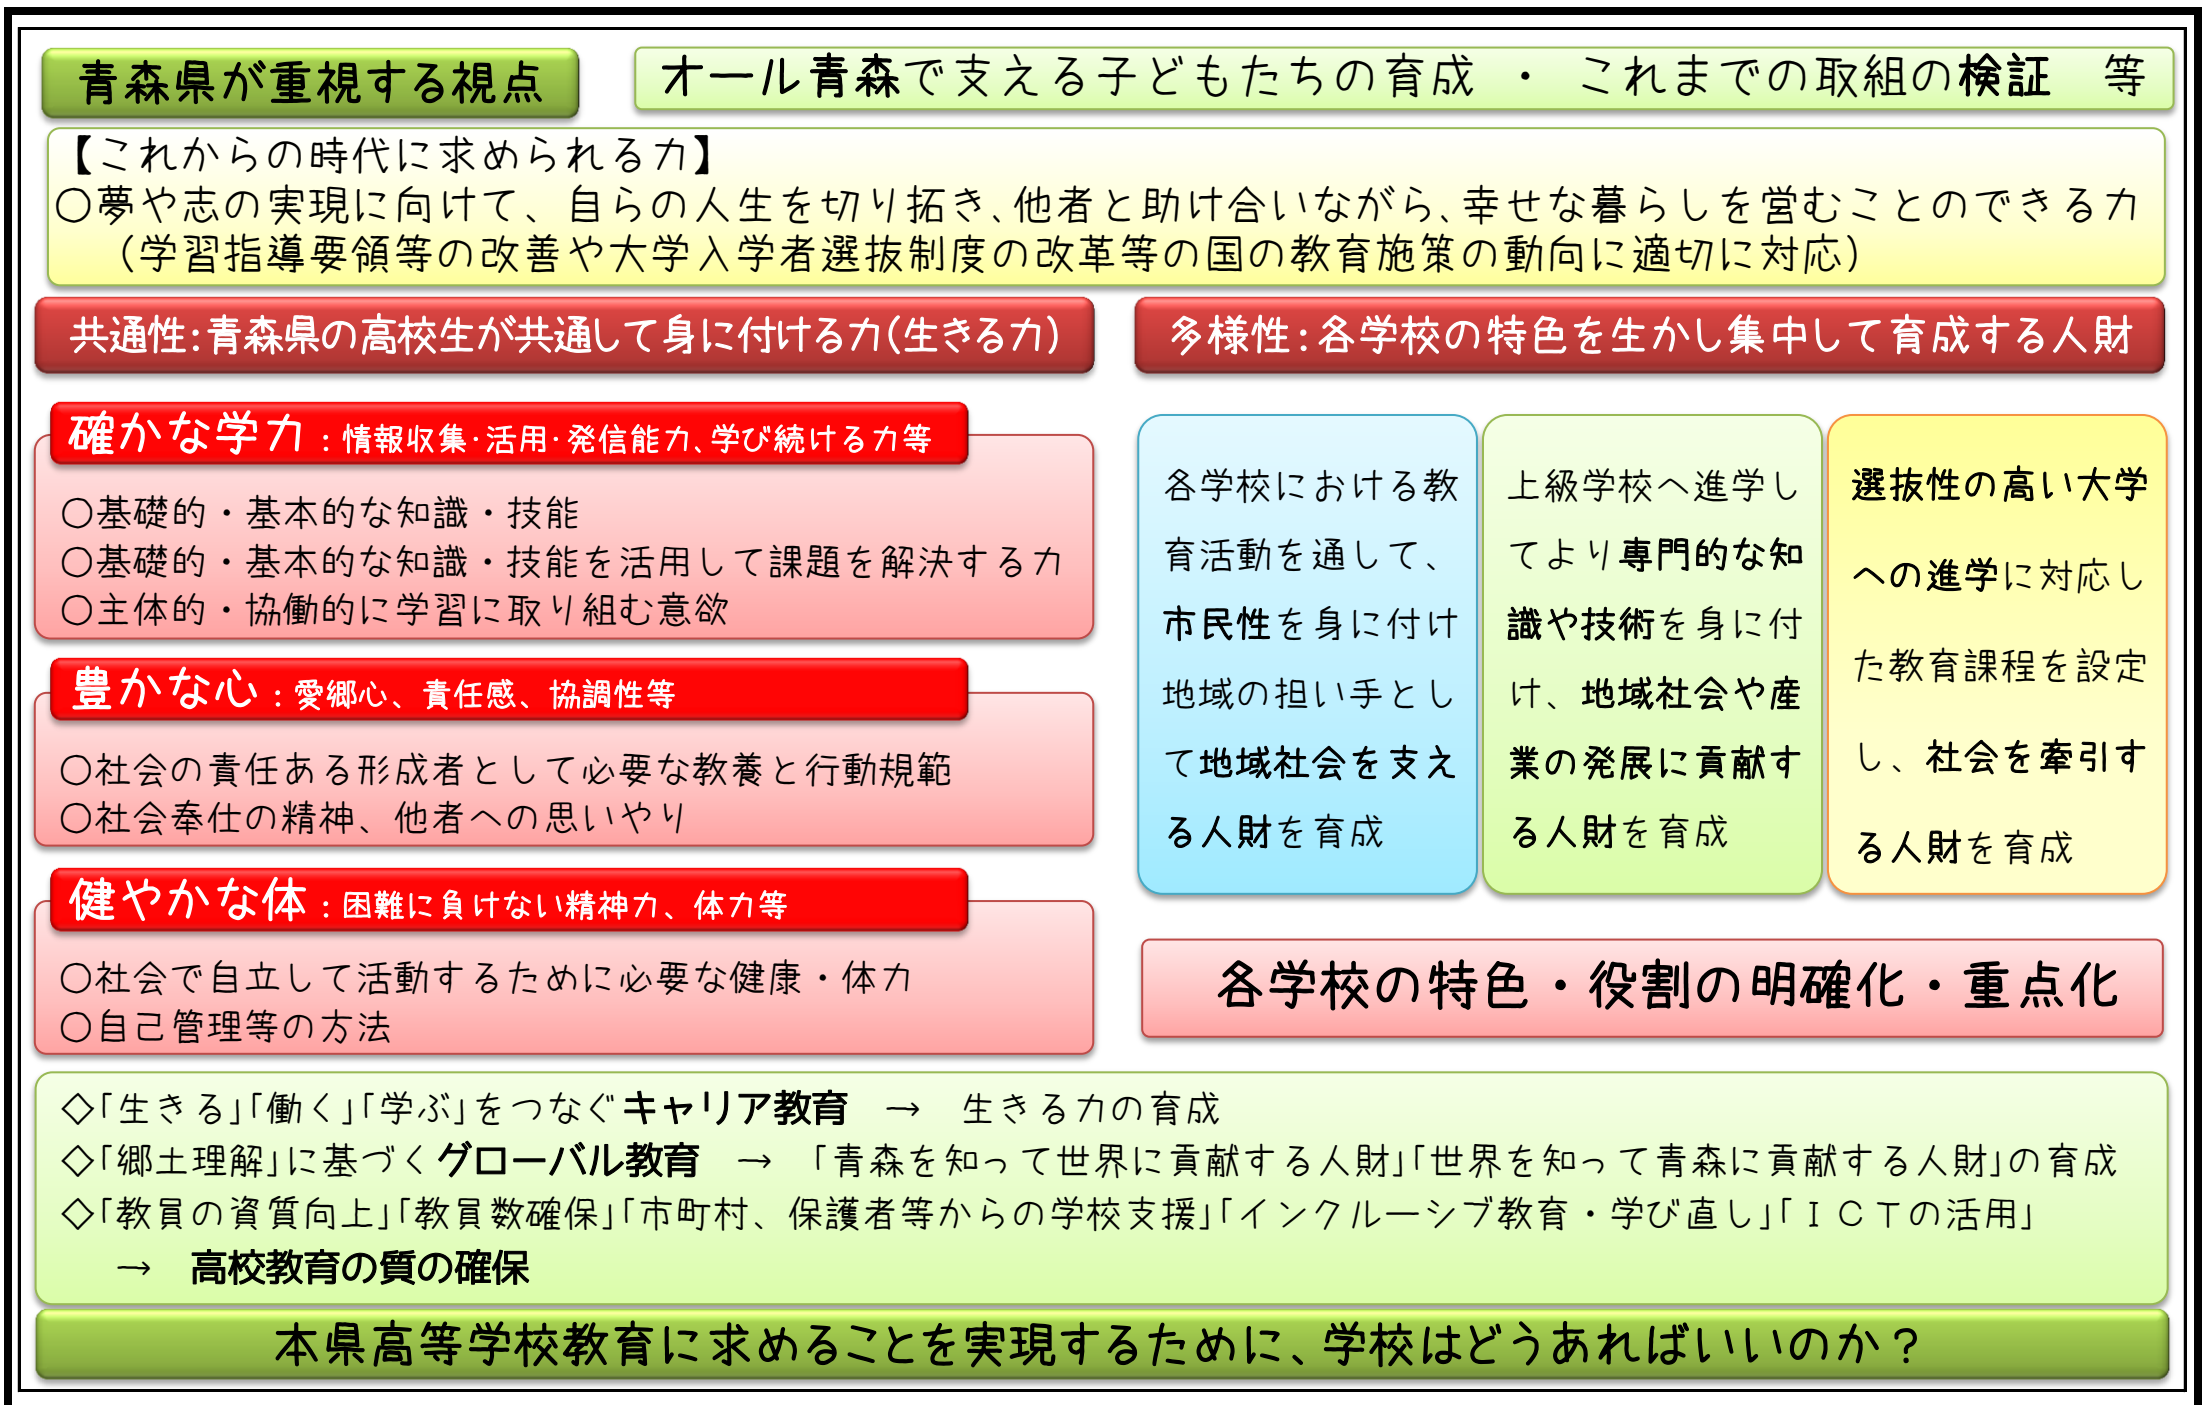 青森県が重視する視点
オール青森で支える子どもたちの育成　・　これまでの取組の検証　等
【これからの時代に求められる力】
○夢や志の実現に向けて、自らの人生を切り拓き、他者と助け合いながら、幸せな暮らしを営むことのできる力
（学習指導要領等の改善や大学入学者選抜制度の改革等の国の教育施策の動向に適切に対応）
共通性：青森県の高校生が共通して身に付ける力（生きる力）
確かな学力：情報収集・活用・発信能力、学び続ける力等
○基礎的・基本的な知識・技能
○基礎的・基本的な知識・技能を活用して課題を解決する力
○主体的・協働的に学習に取り組む意欲
豊かな心：愛郷心、責任感、協調性等
○社会の責任ある形成者として必要な教養と行動規範
○社会奉仕の精神、他者への思いやり
健やかな体：困難に負けない精神力、体力等
○社会で自立して活動するために必要な健康・体力
○自己管理等の方法
多様性：各学校の特色を生かし集中して育成する人財
各学校における教
育活動を通して、
市民性を身に付け
地域の担い手とし
て地域社会を支え
る人財を育成
上級学校へ進学し
てより専門的な知
識や技術を身に付
け、地域社会や産
業の発展に貢献す
る人財を育成
選抜性の高い大学
への進学に対応し
た教育課程を設定
し、社会を牽引す
る人財を育成
各学校の特色・役割の明確化・重点化
◇「生きる」「働く」「学ぶ」をつなぐキャリア教育　→　生きる力の育成
◇「郷土理解」に基づくグローバル教育　→　「青森を知って世界に貢献する人財」「世界を知って青森に貢献する人財」の育成
◇「教員の資質向上」「教員数確保」「市町村、保護者等からの学校支援」「インクルーシブ教育・学び直し」「ＩＣＴの活用」
→　高校教育の質の確保
本県高等学校教育に求めることを実現するために、学校はどうあればいいのか？